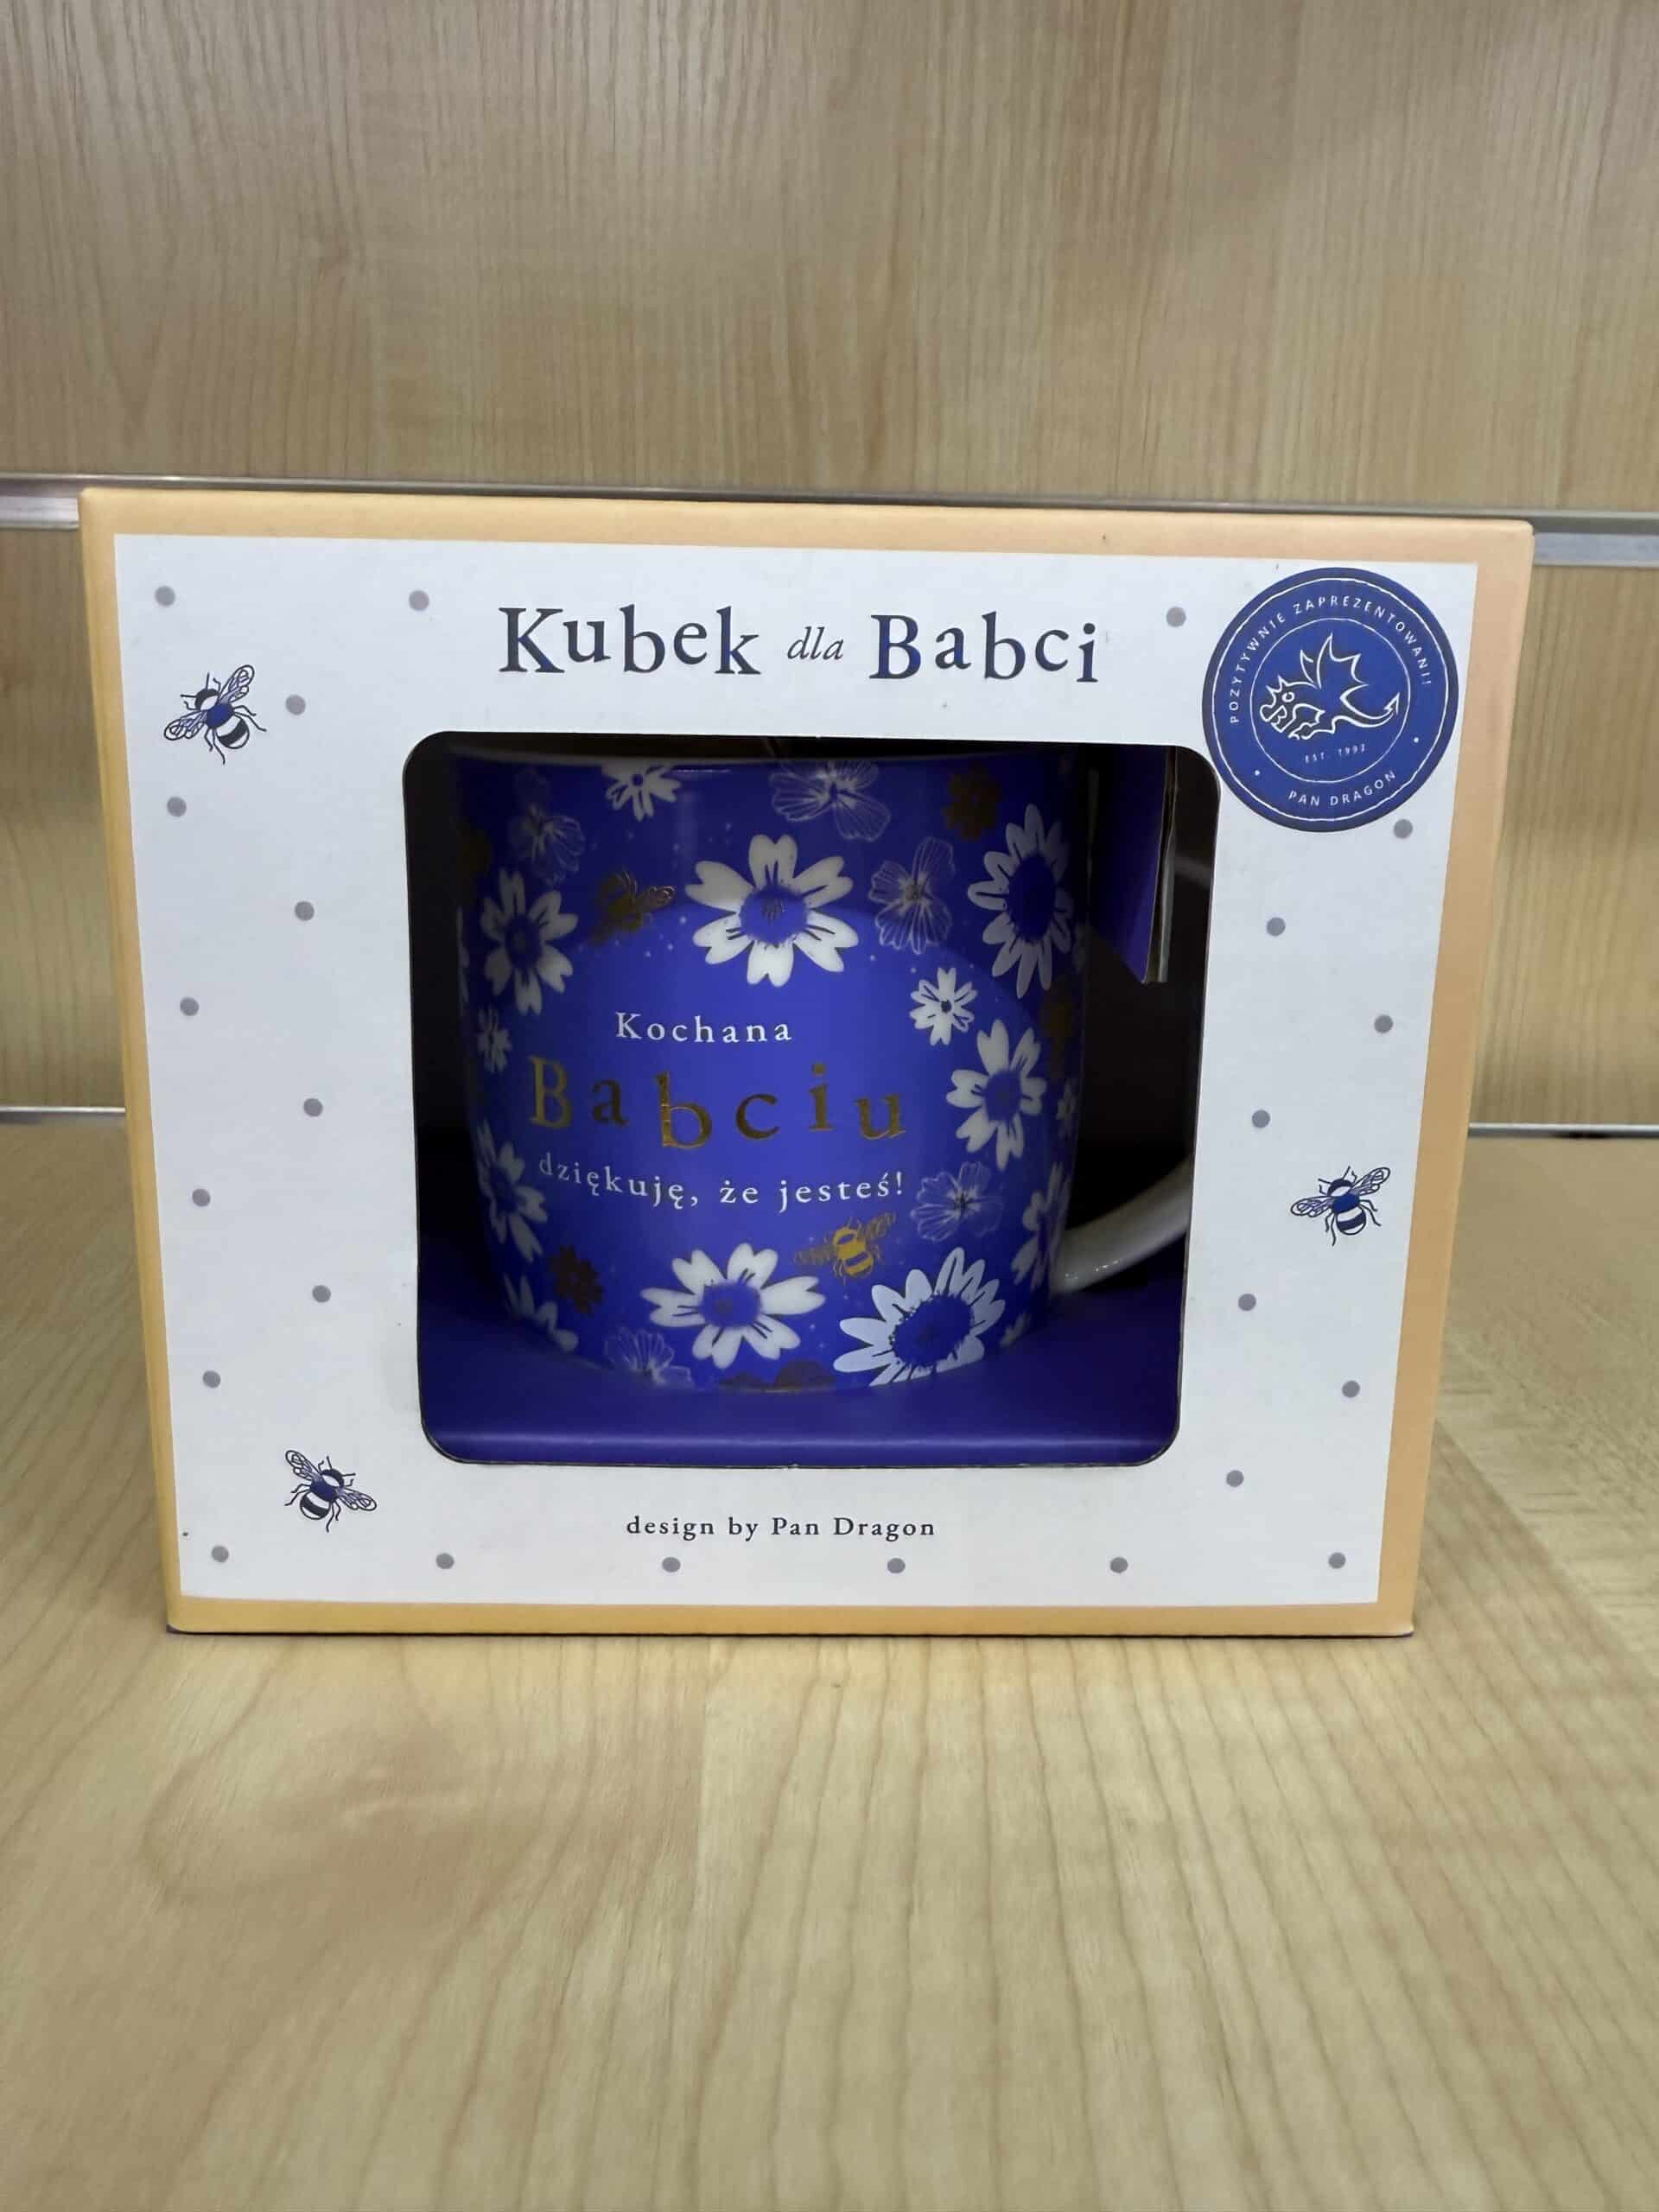 Kubek dla Babci
POZYTYWNIE ZAPREZENTOWANI!
EST. 1992
PAN DRAGON
Kochana
Babciu
dziękuję, że jesteś!
design by Pan Dragon